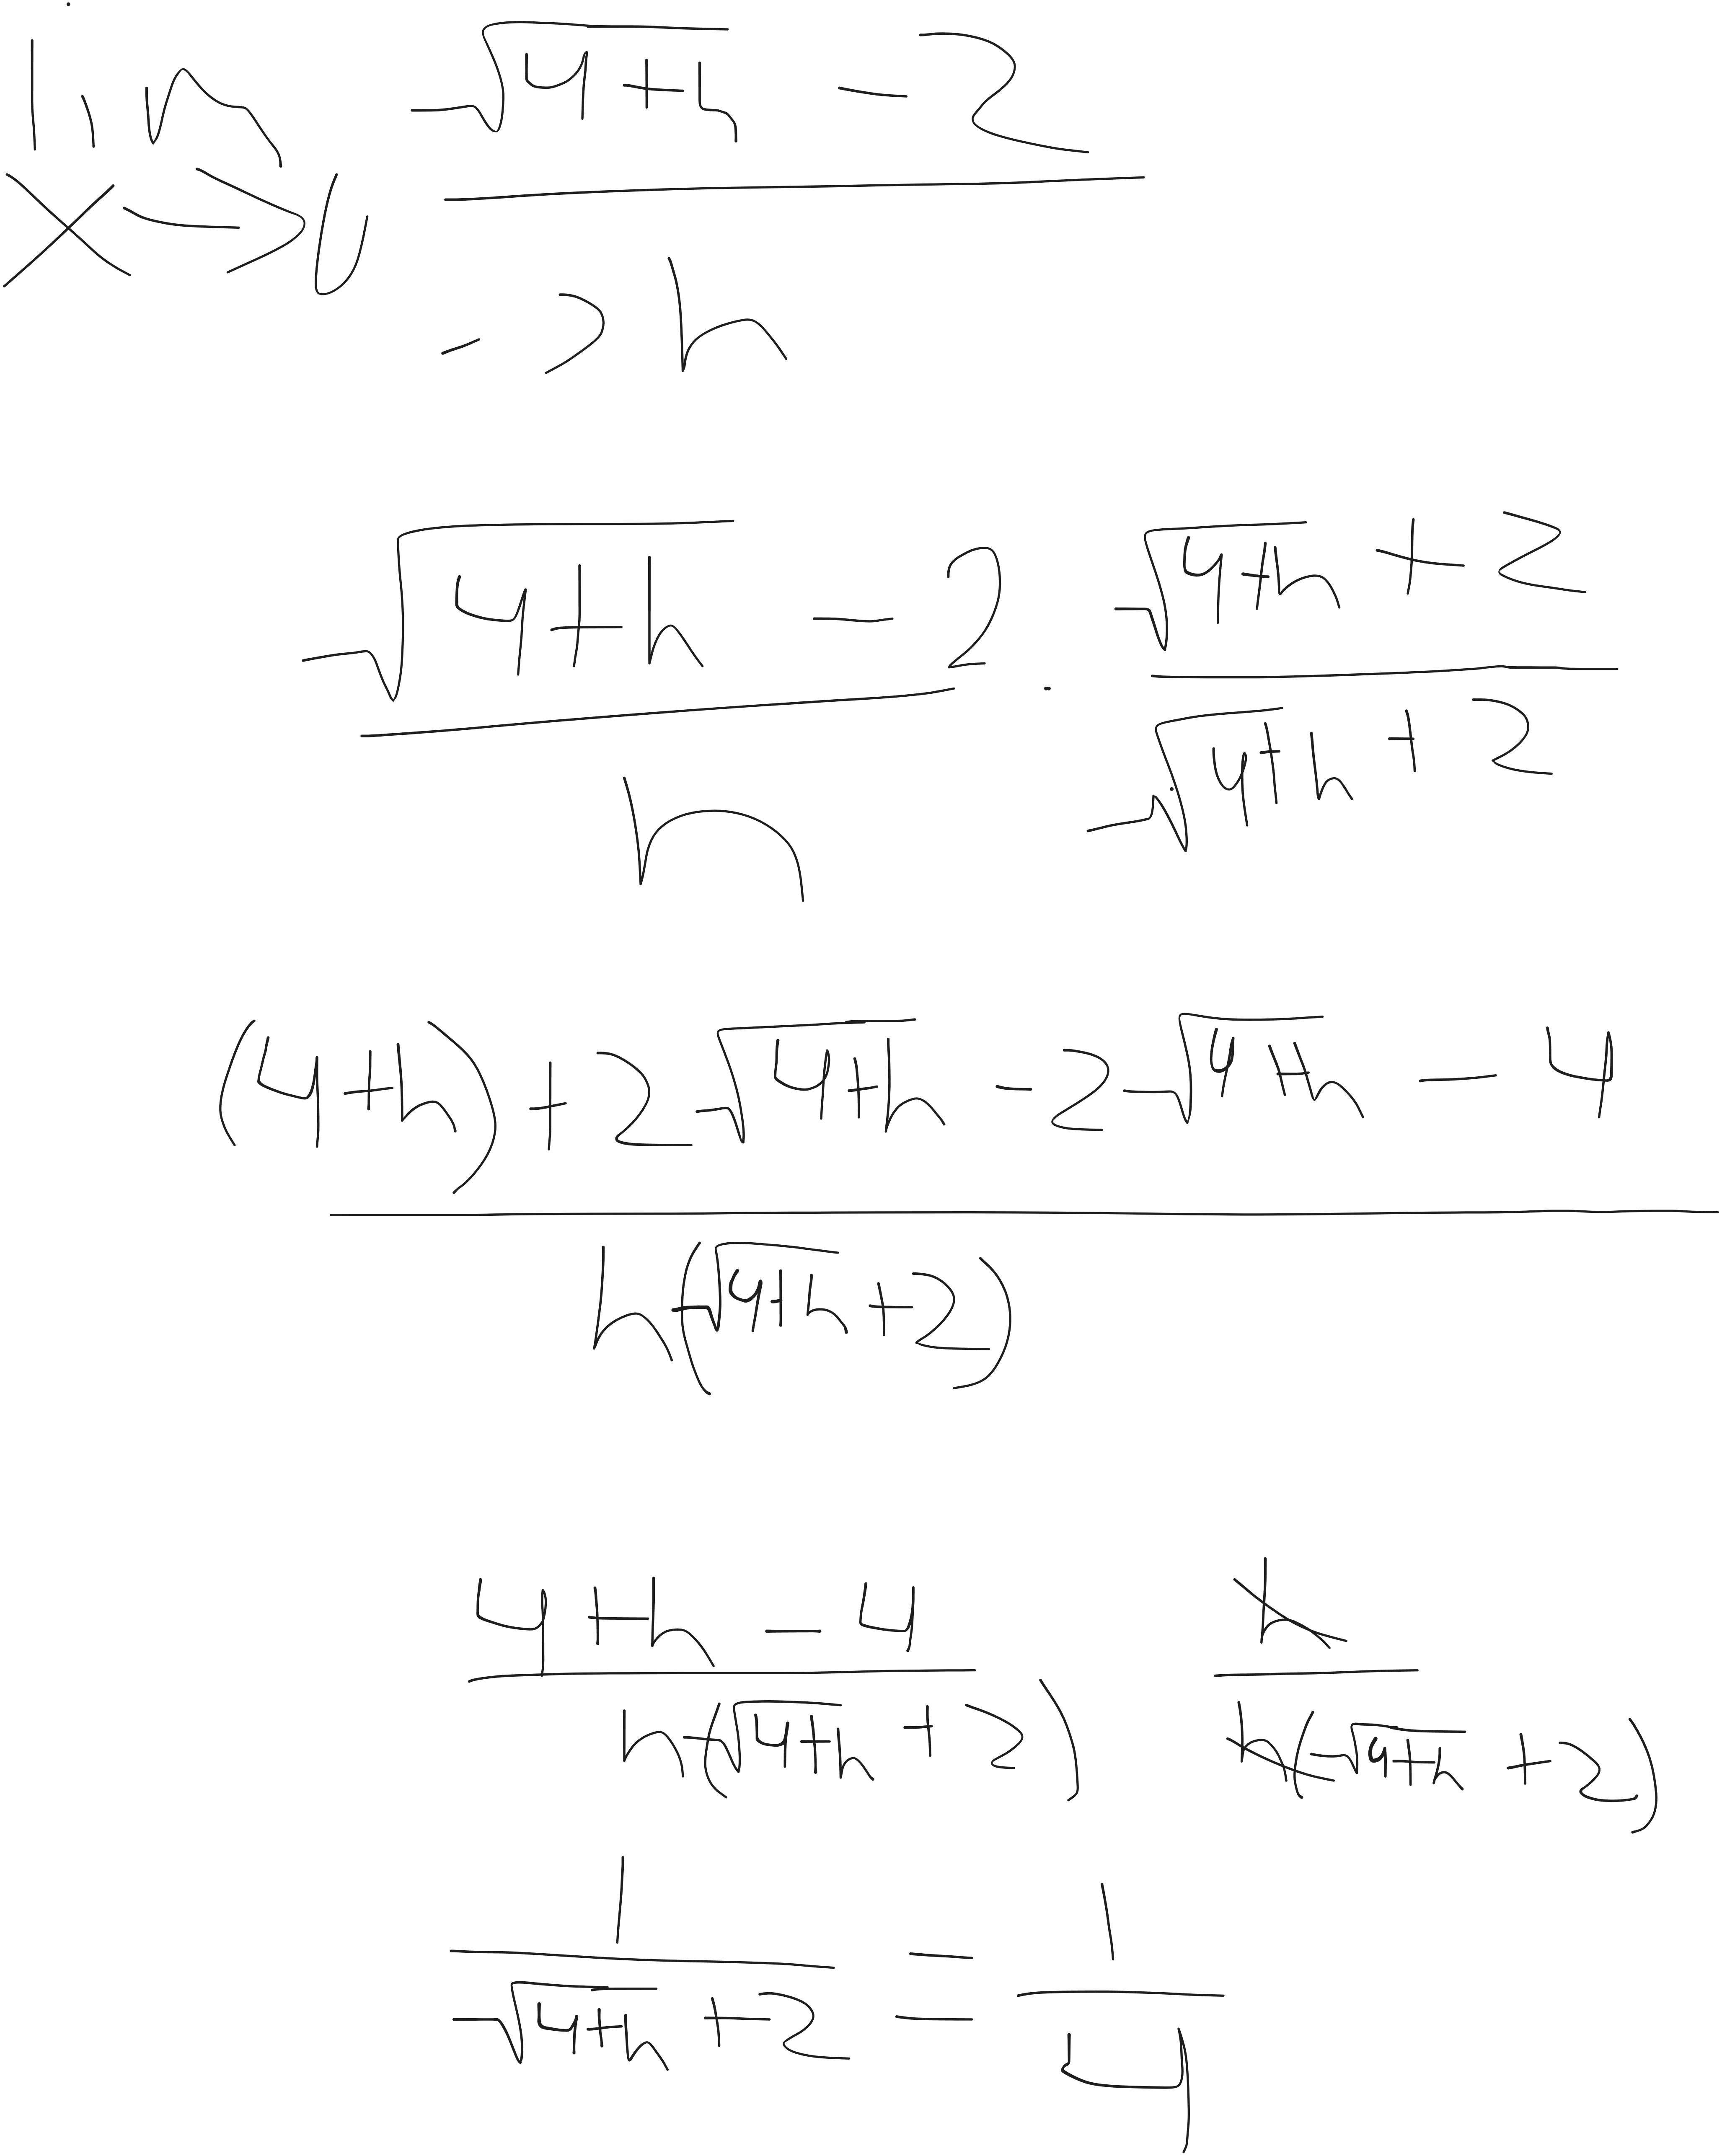 lim √4+h - 2
x->0
-> h
√4+h - 2 · √4+h + 2
h √4+h + 2
(4+h) + 2√4+h - 2√4+h - 4
h(√4+h + 2)
4+h - 4 h
h(√4+h + 2) h(√4+h + 2)
1 = 1
√4+h + 2 4